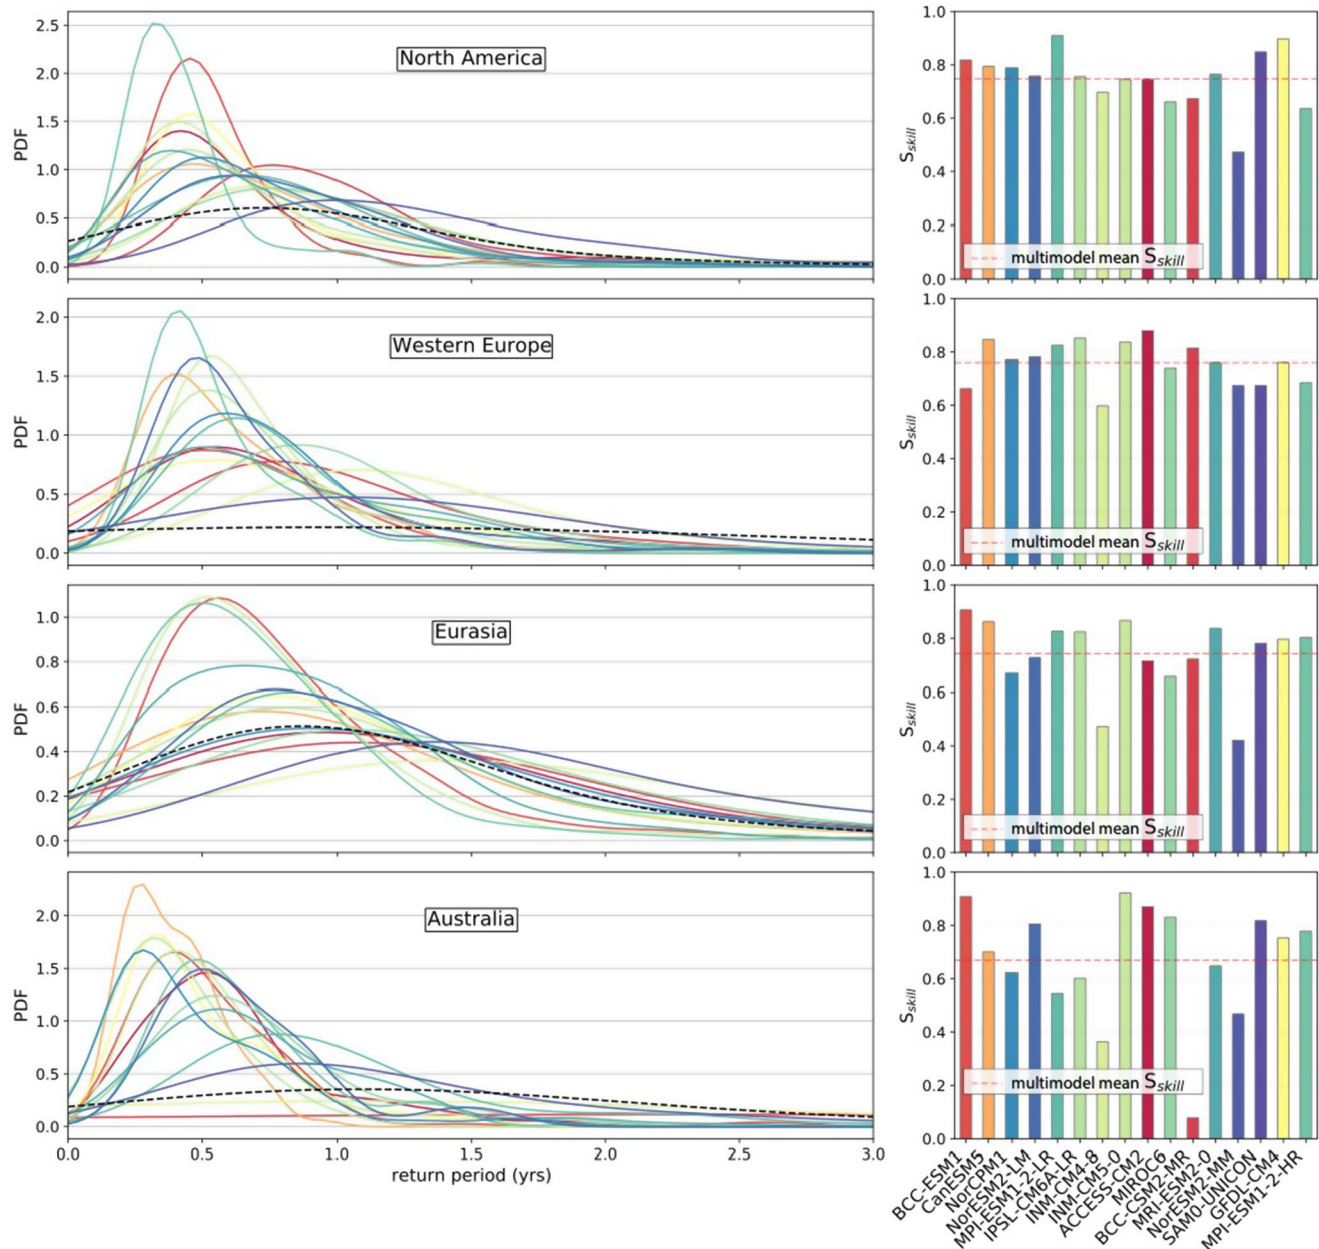 North America
PDF
2.5
2.0
1.5
1.0
0.5
0.0
S_skill
1.0
0.8
0.6
0.4
0.2
0.0
multimodel mean S_skill
Western Europe
PDF
2.0
1.5
1.0
0.5
0.0
S_skill
1.0
0.8
0.6
0.4
0.2
0.0
multimodel mean S_skill
Eurasia
PDF
1.0
0.8
0.6
0.4
0.2
0.0
S_skill
1.0
0.8
0.6
0.4
0.2
0.0
multimodel mean S_skill
Australia
PDF
2.0
1.5
1.0
0.5
0.0
0.0 0.5 1.0 1.5 2.0 2.5 3.0
return period (yrs)
S_skill
1.0
0.8
0.6
0.4
0.2
0.0
multimodel mean S_skill
BCC-ESM1
CanESM5
NorCPM1
NorESM2-LM
MPI-ESM1-2-LR
IPSL-CM6A-LR
INM-CM4-8
INM-CM5-0
ACCESS-CM2
MIROC6
BCC-CSM2-MR
MRI-ESM2-0
NorESM2-MM
SAM0-UNICON
GFDL-CM4
MPI-ESM1-2-HR